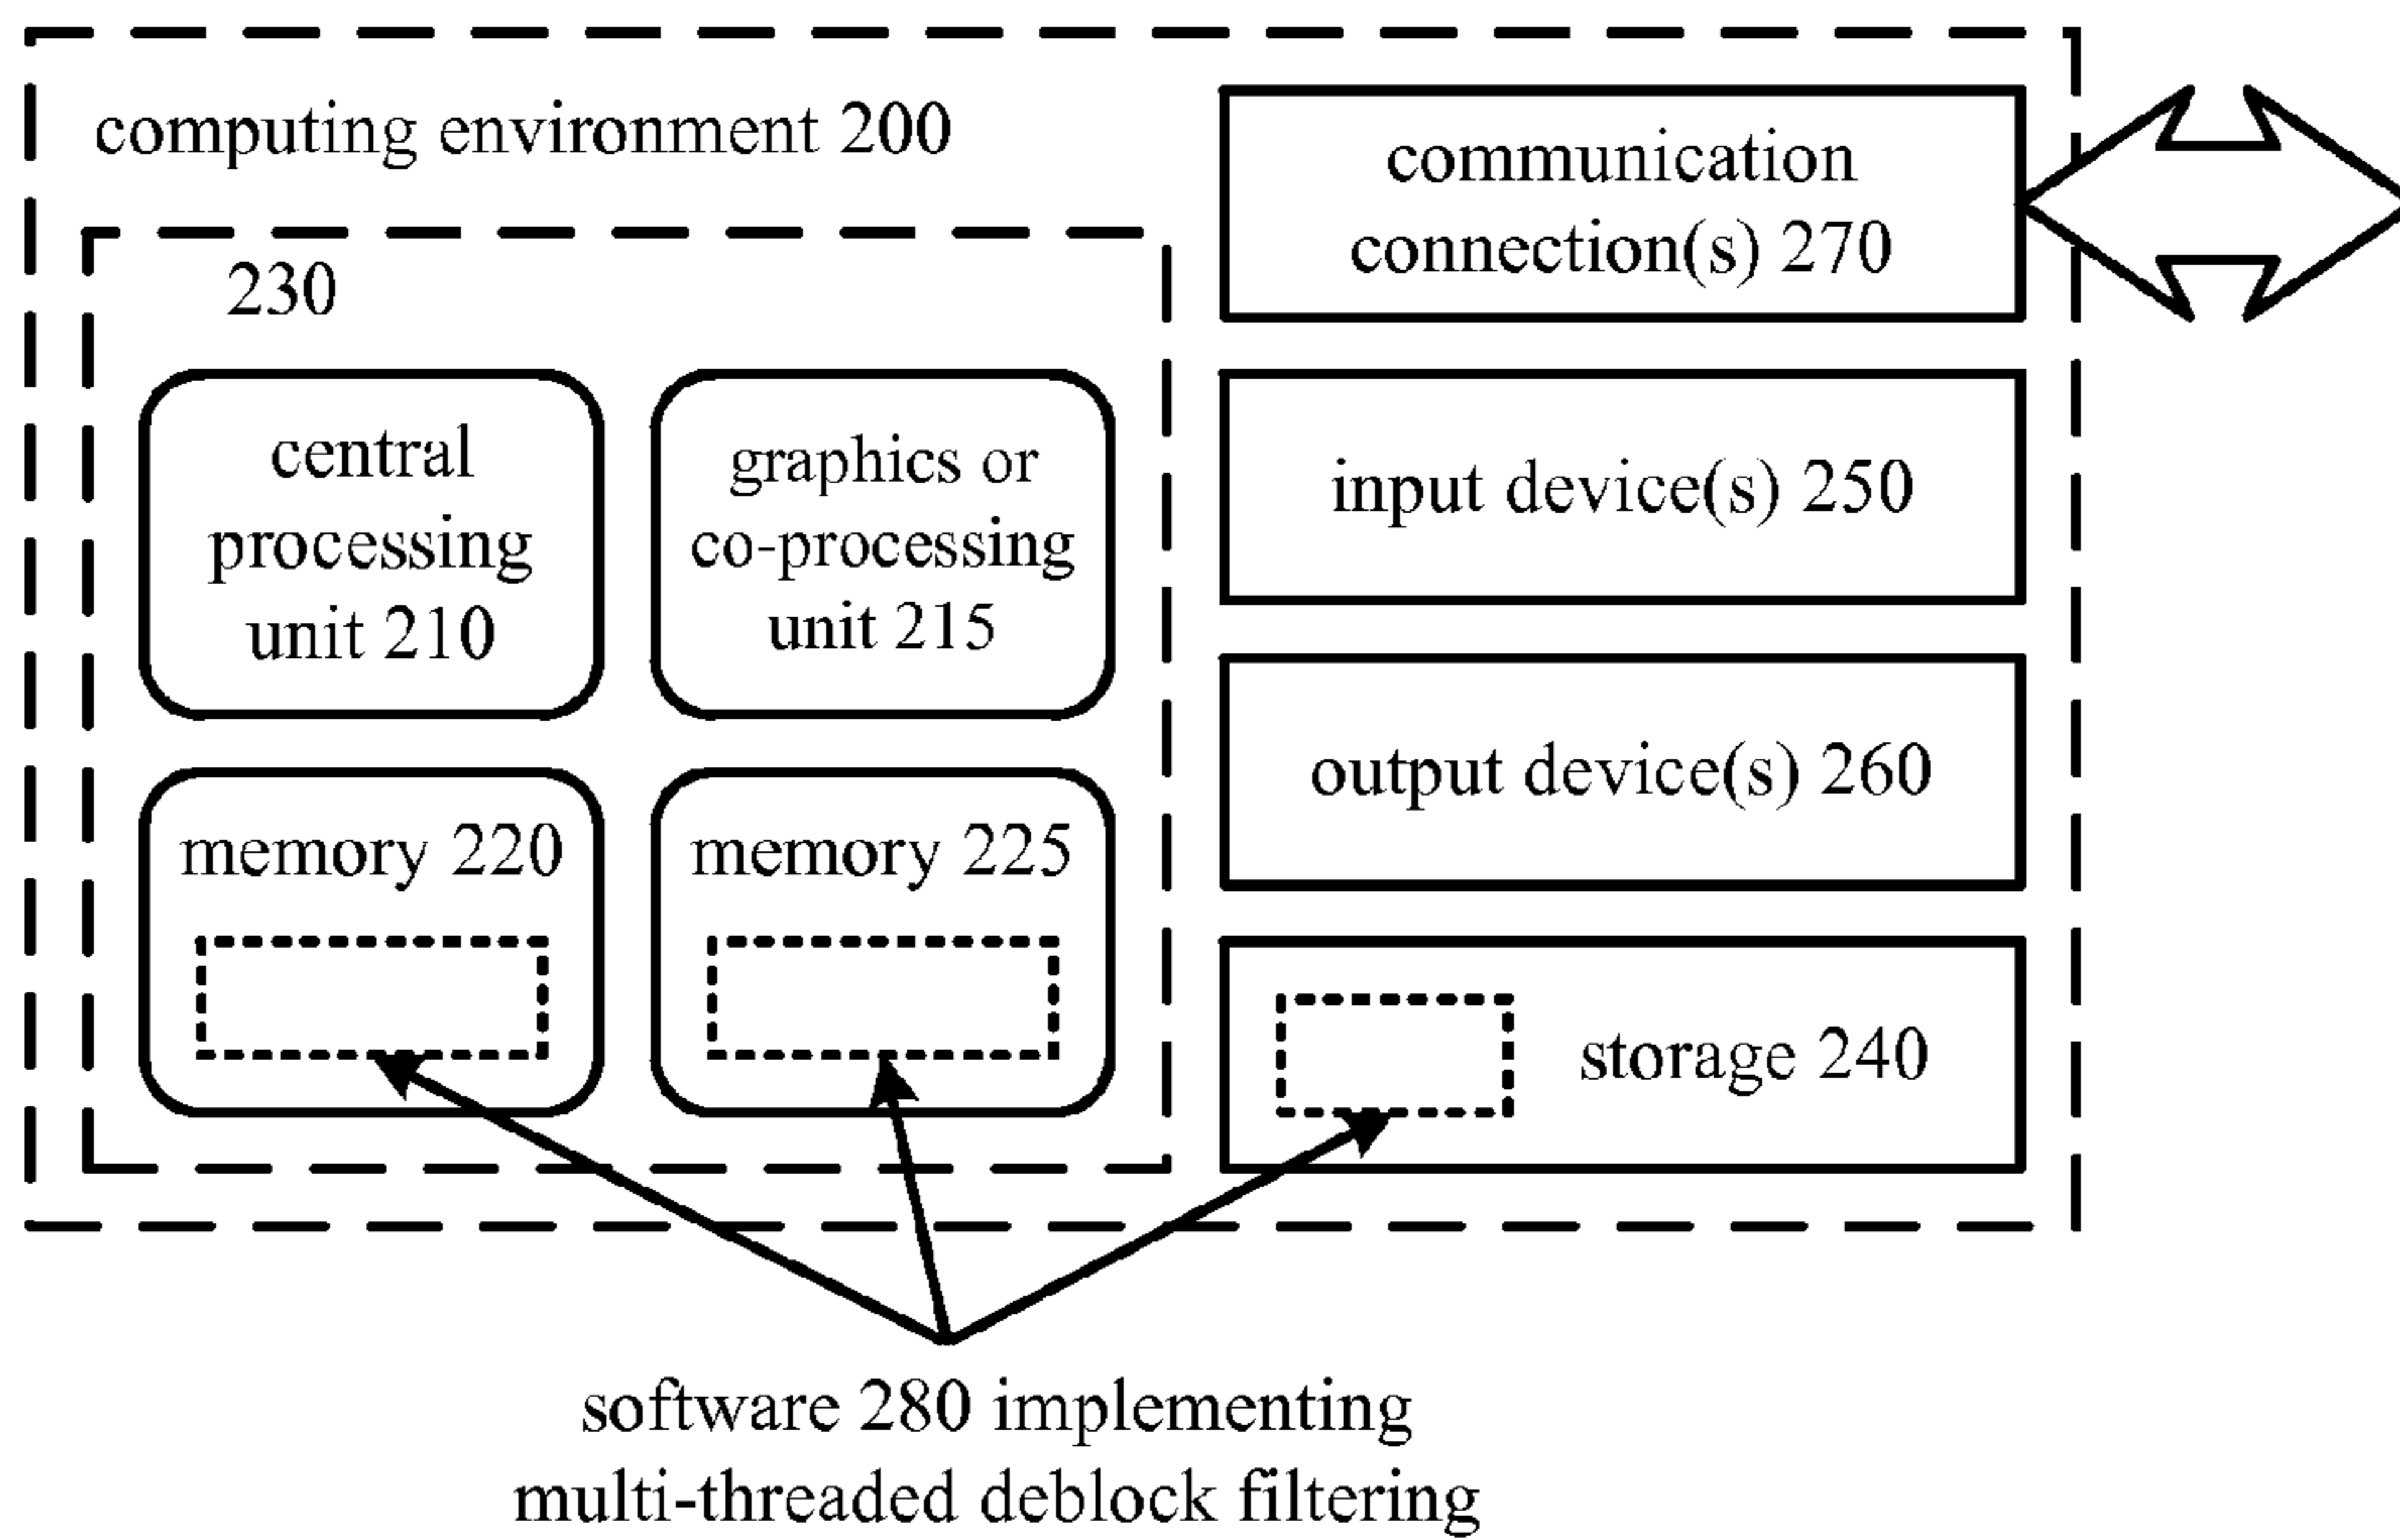 computing environment 200
communication
connection(s) 270
230
central
processing
unit 210
graphics or
co-processing
unit 215
input device(s) 250
output device(s) 260
memory 220
memory 225
storage 240
software 280 implementing
multi-threaded deblock filtering